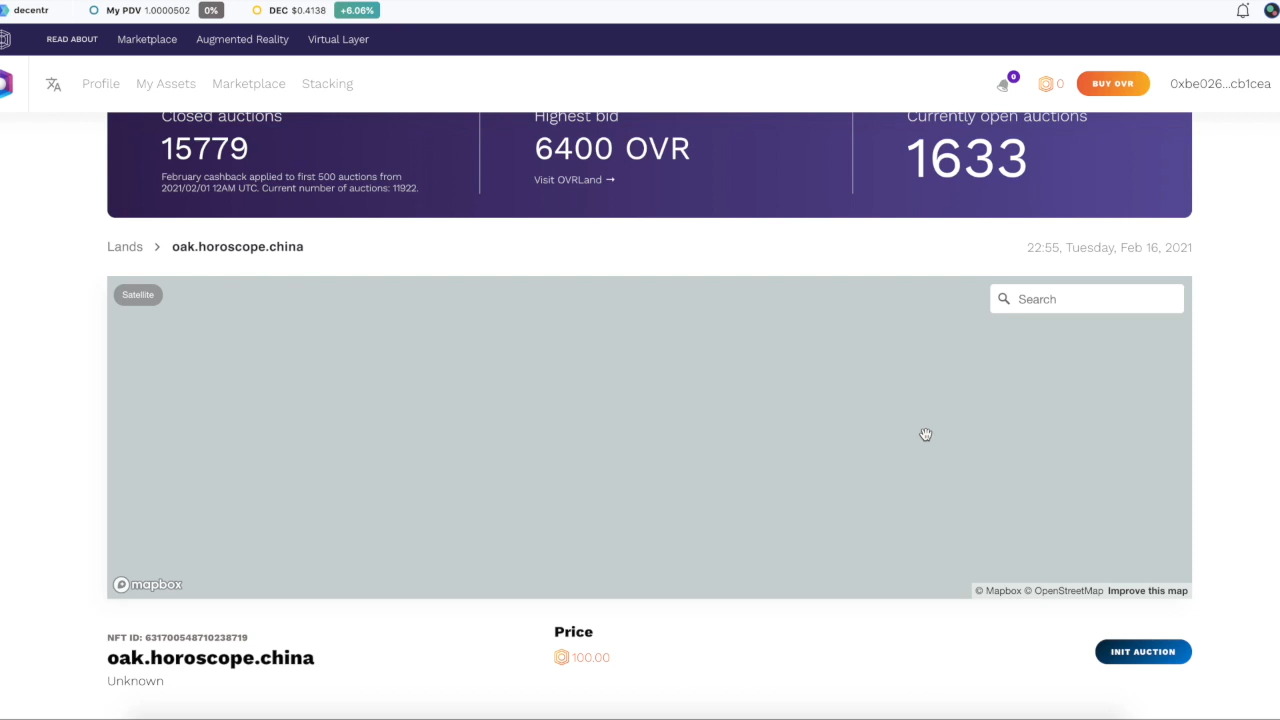 decentr My PDV 1.0000502 0% DEC $0.4138 +6.06%
READ ABOUT Marketplace Augmented Reality Virtual Layer
Profile My Assets Marketplace Stacking 0 0 BUY OVR 0xbe026...cb1cea
Closed auctions
15779
February cashback applied to first 500 auctions from
2021/02/01 12AM UTC. Current number of auctions: 11922.
Highest bid
6400 OVR
Visit OVRLand →
Currently open auctions
1633
Lands > oak.horoscope.china
22:55, Tuesday, Feb 16, 2021
Satellite
Search
mapbox
© Mapbox © OpenStreetMap Improve this map
NFT ID: 631700548710238719
oak.horoscope.china
Unknown
Price
100.00
INIT AUCTION